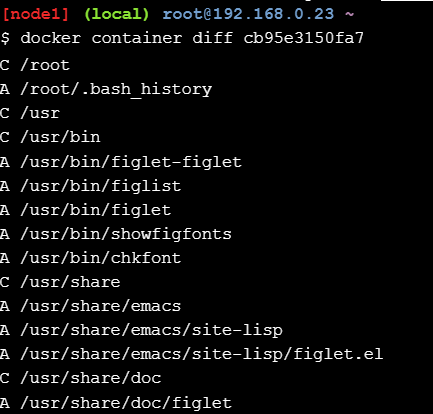 [node1] (local) root@192.168.0.23 ~
$ docker container diff cb95e3150fa7
C /root
A /root/.bash_history
C /usr
C /usr/bin
A /usr/bin/figlet-figlet
A /usr/bin/figlist
A /usr/bin/figlet
A /usr/bin/showfigfonts
A /usr/bin/chkfont
C /usr/share
A /usr/share/emacs
A /usr/share/emacs/site-lisp
A /usr/share/emacs/site-lisp/figlet.el
C /usr/share/doc
A /usr/share/doc/figlet